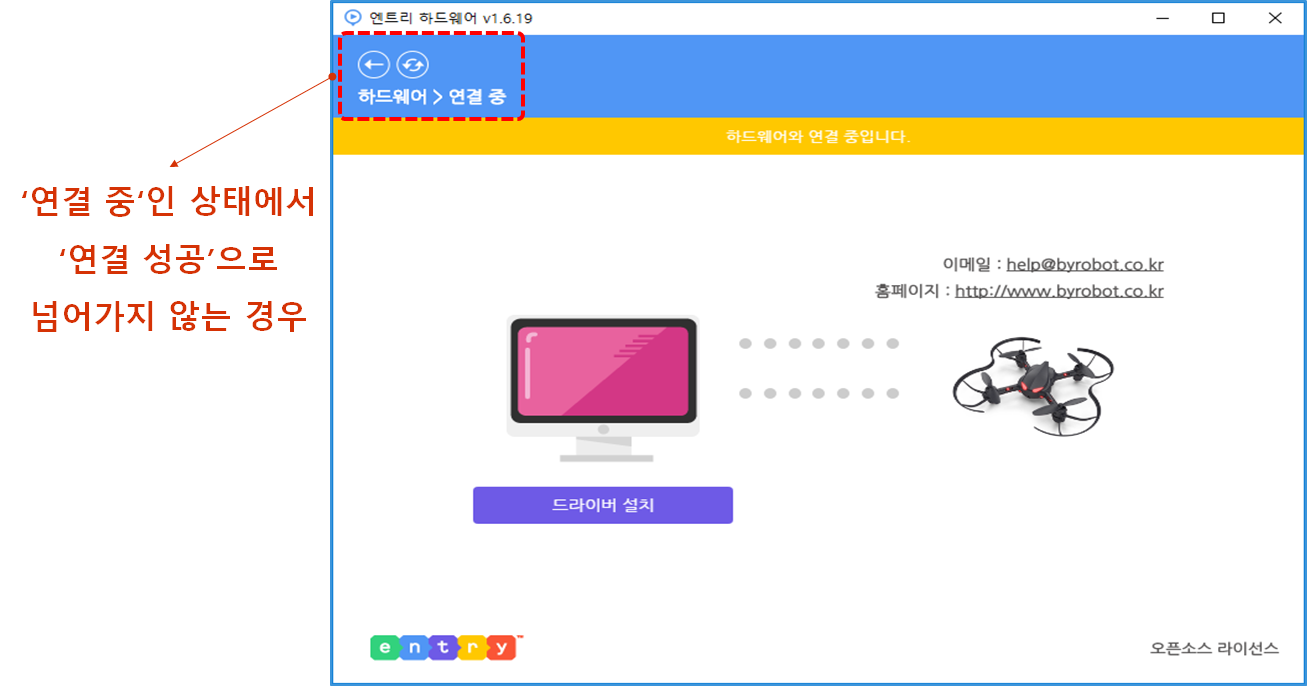 엔트리 하드웨어 v1.6.19
하드웨어 > 연결 중
하드웨어와 연결 중입니다.
‘연결 중‘인 상태에서
‘연결 성공’으로
넘어가지 않는 경우
이메일 : help@byrobot.co.kr
홈페이지 : http://www.byrobot.co.kr
드라이버 설치
entry™
오픈소스 라이선스